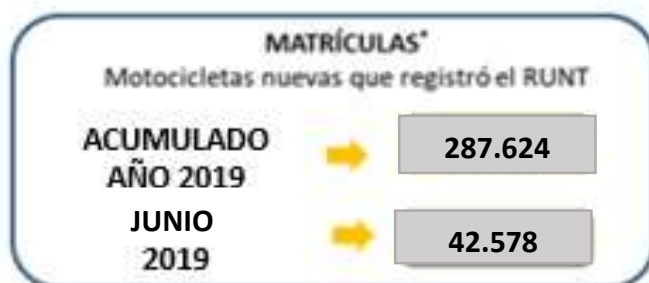 MATRÍCULAS*
Motocicletas nuevas que registró el RUNT
ACUMULADO
AÑO 2019
287.624
JUNIO
2019
42.578